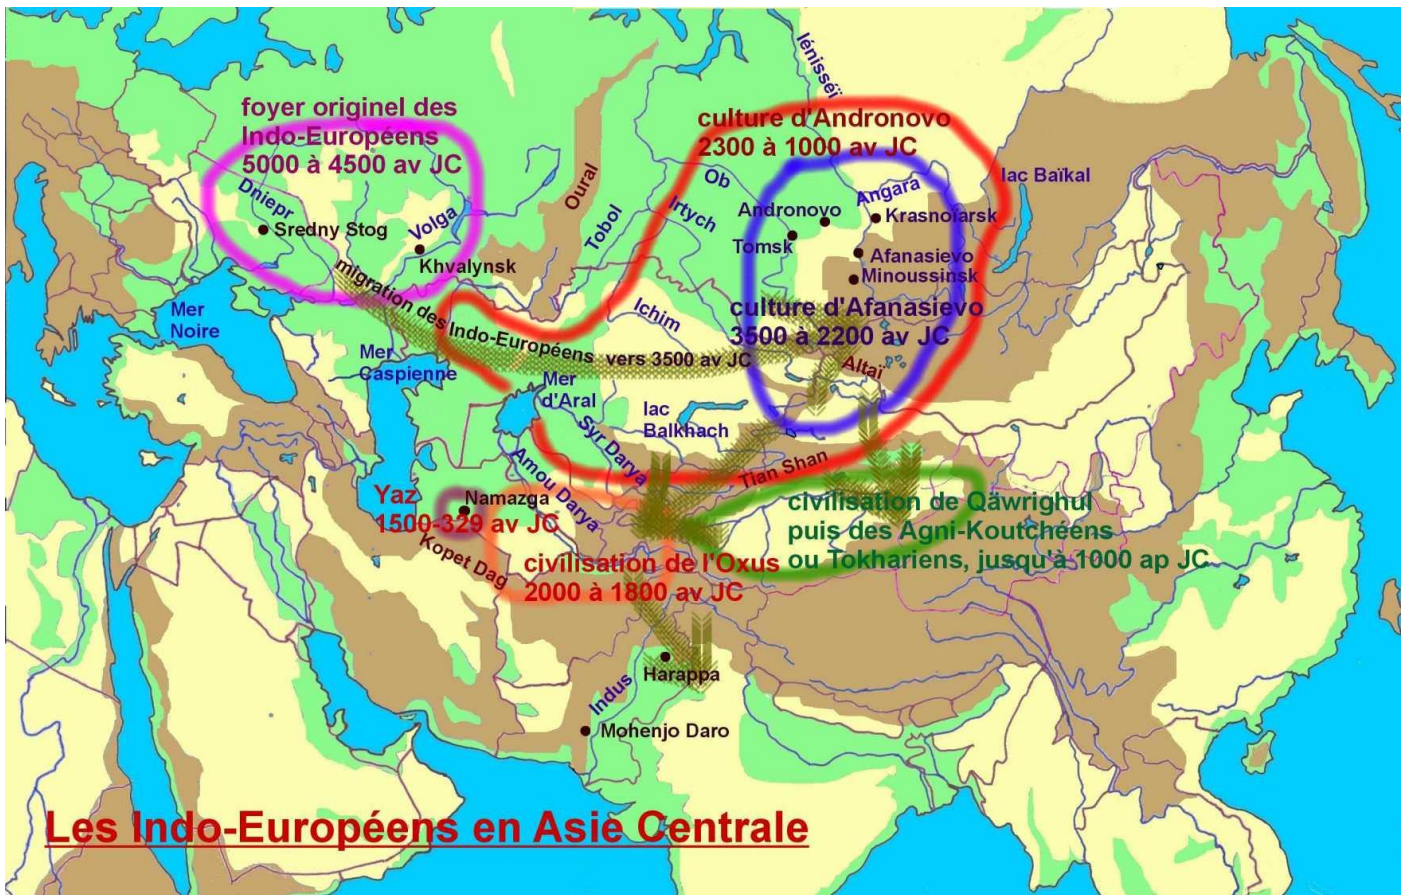 Iénisséï
foyer originel des
Indo-Européens
5000 à 4500 av JC
culture d'Andronovo
2300 à 1000 av JC
lac Baïkal
Oural
Ob
Angara
Dniepr
Irtych
Tobol
Andronovo
Krasnoïarsk
Volga
Sredny Stog
Tomsk
Khvalynsk
Afanasievo
Minoussinsk
migration des Indo-Européens vers 3500 av JC
Mer
Noire
Ichim
culture d'Afanasievo
3500 à 2200 av JC
Mer
Caspienne
Altaï
Mer
d'Aral
lac
Balkhach
Syr Darya
Tian Shan
Amou Darya
Yaz
1500-329 av JC
Namazga
Kopet Dag
civilisation de Qäwrighul
puis des Agni-Koutchéens
ou Tokhariens, jusqu'à 1000 ap JC
civilisation de l'Oxus
2000 à 1800 av JC
Harappa
Indus
Mohenjo Daro
Les Indo-Européens en Asie Centrale